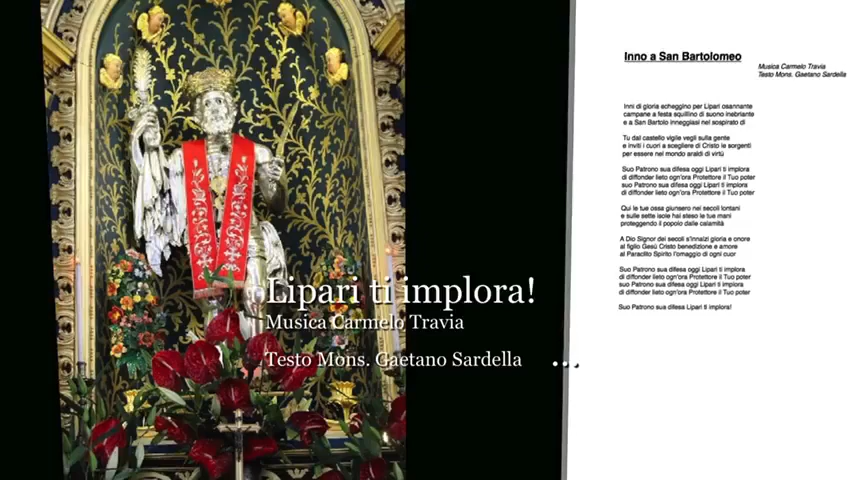 Lipari ti implora!
Musica Carmelo Travia
Testo Mons. Gaetano Sardella
...
Inno a San Bartolomeo
Musica Carmelo Travia
Testo Mons. Gaetano Sardella
Inni di gloria echeggino per Lipari osannante
campane a festa squillino di suono inebriante
e a San Bartolo inneggiasi nel sospirato dì
Tu dal castello vigile vegli sulla gente
e inviti i cuori a scegliere di Cristo le sorgenti
per essere nel mondo araldi di virtù
Suo Patrono sua difesa oggi Lipari ti implora
di diffonder lieto ogn'ora Protettore il Tuo poter
suo Patrono sua difesa oggi Lipari ti implora
di diffonder lieto ogn'ora Protettore il Tuo poter
Qui le tue ossa giunsero nei secoli lontani
e sulle sette isole hai steso le tue mani
proteggendo il popolo dalle calamità
A Dio Signor dei secoli s'innalzi gloria e onore
al figlio Gesù Cristo benedizione e amore
al Paraclito Spirito l'omaggio di ogni cuor
Suo Patrono sua difesa oggi Lipari ti implora
di diffonder lieto ogn'ora Protettore il Tuo poter
suo Patrono sua difesa oggi Lipari ti implora
di diffonder lieto ogn'ora Protettore il Tuo poter
Suo Patrono sua difesa Lipari ti implora!